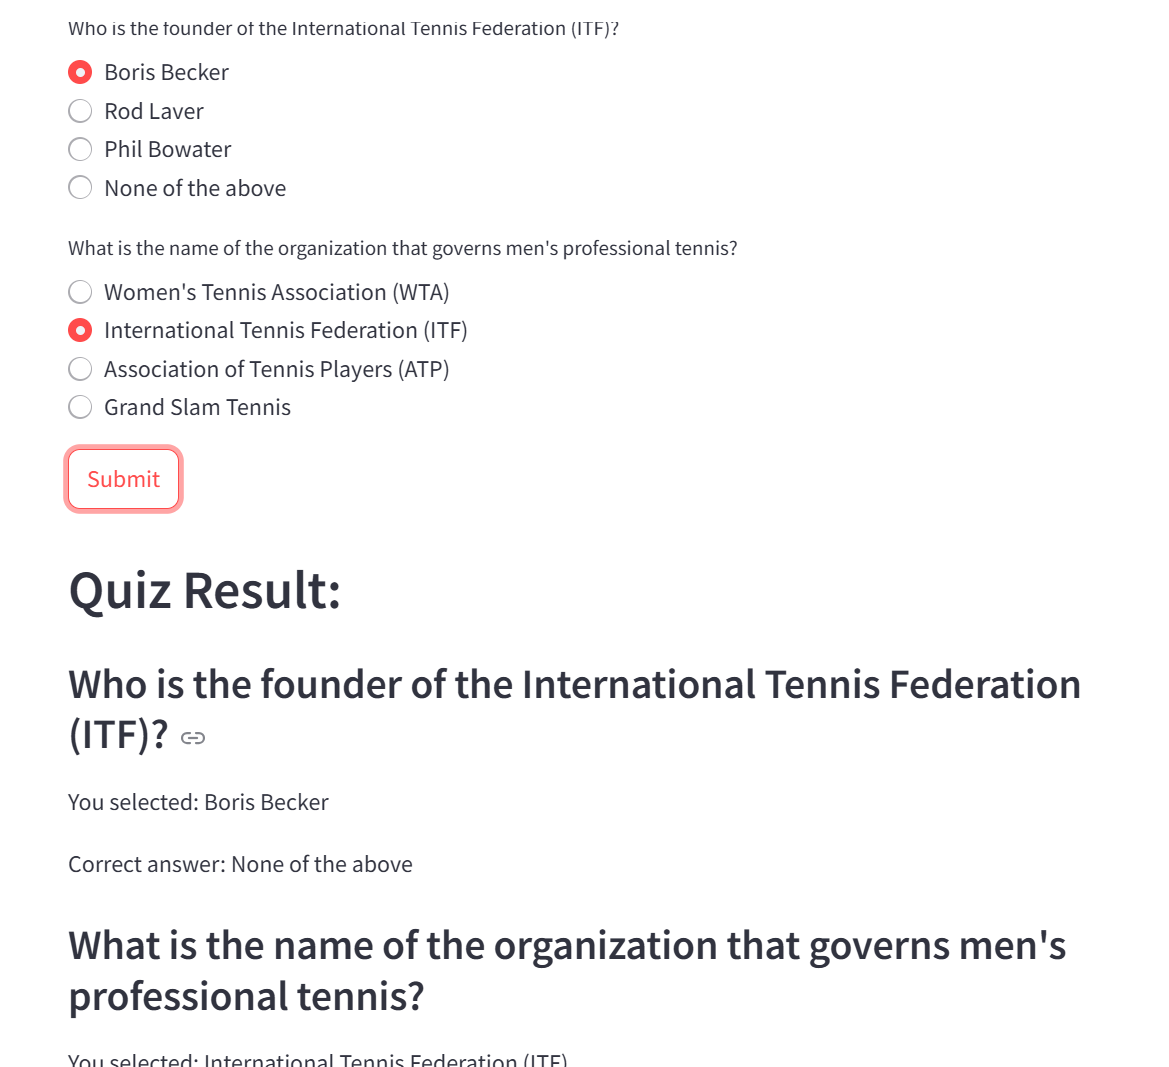 Who is the founder of the International Tennis Federation (ITF)?
Boris Becker
Rod Laver
Phil Bowater
None of the above
What is the name of the organization that governs men's professional tennis?
Women's Tennis Association (WTA)
International Tennis Federation (ITF)
Association of Tennis Players (ATP)
Grand Slam Tennis
Submit
Quiz Result:
Who is the founder of the International Tennis Federation
(ITF)?
You selected: Boris Becker
Correct answer: None of the above
What is the name of the organization that governs men's
professional tennis?
You selected: International Tennis Federation (ITF)